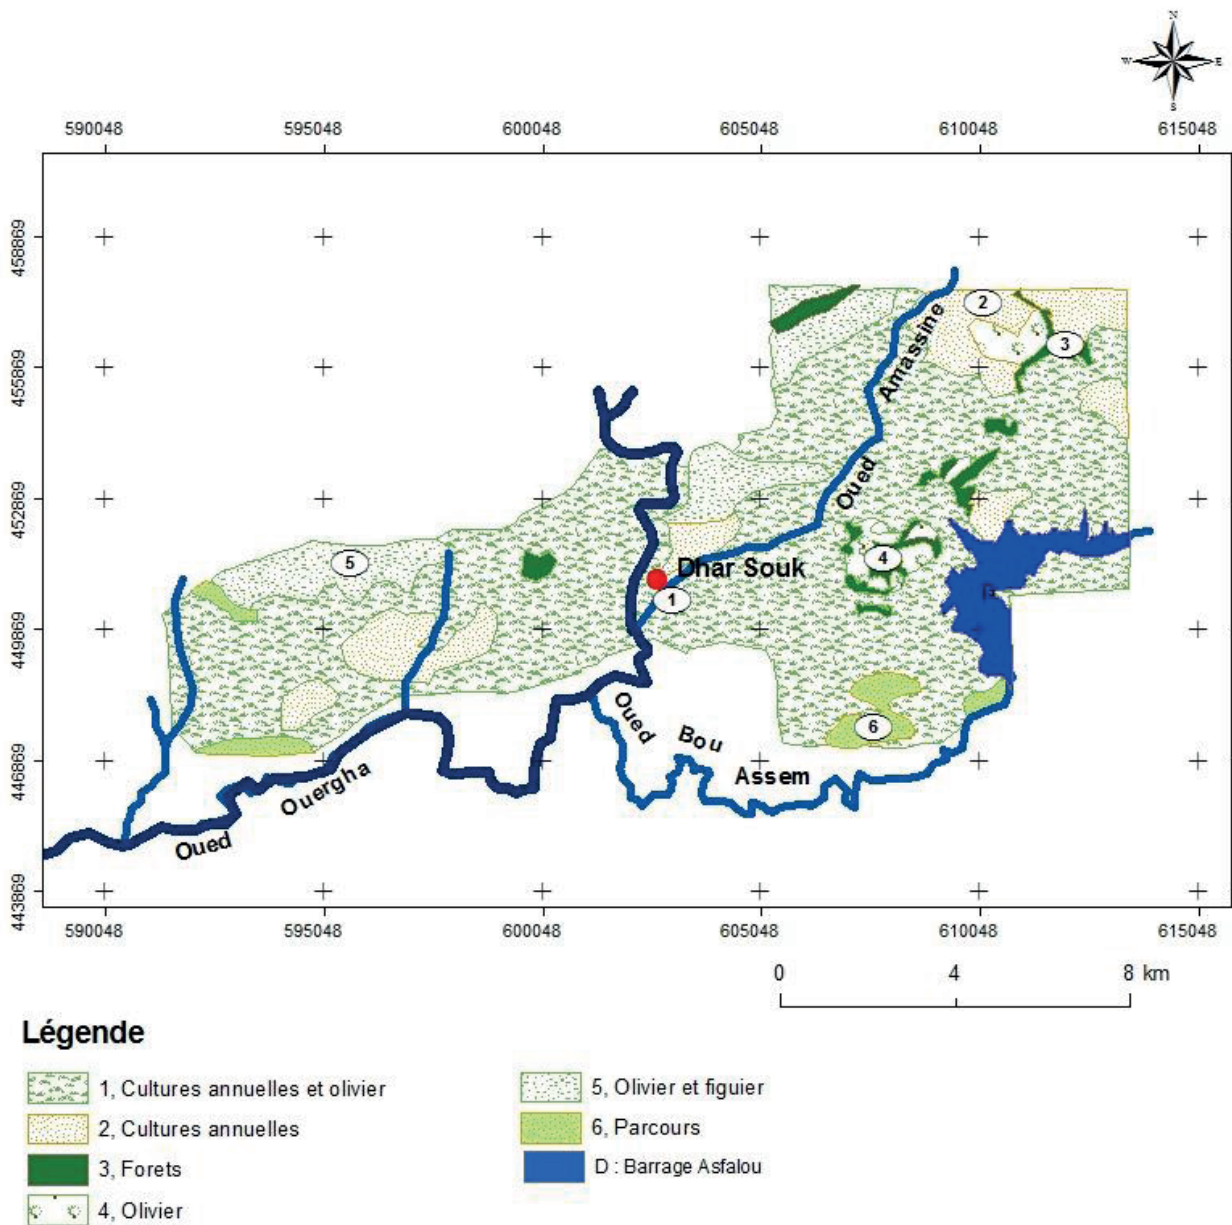 N
W E
S
590048 595048 600048 605048 610048 615048
458869
455869
452869
449869
446869
443869
2
3
Oued Amassine
5
4
Dhar Souk
1
D
6
Oued Bou Assem
Oued Ouergha
590048 595048 600048 605048 610048 615048
0 4 8 km
Légende
1, Cultures annuelles et olivier
2, Cultures annuelles
3, Forets
4, Olivier
5, Olivier et figuier
6, Parcours
D : Barrage Asfalou